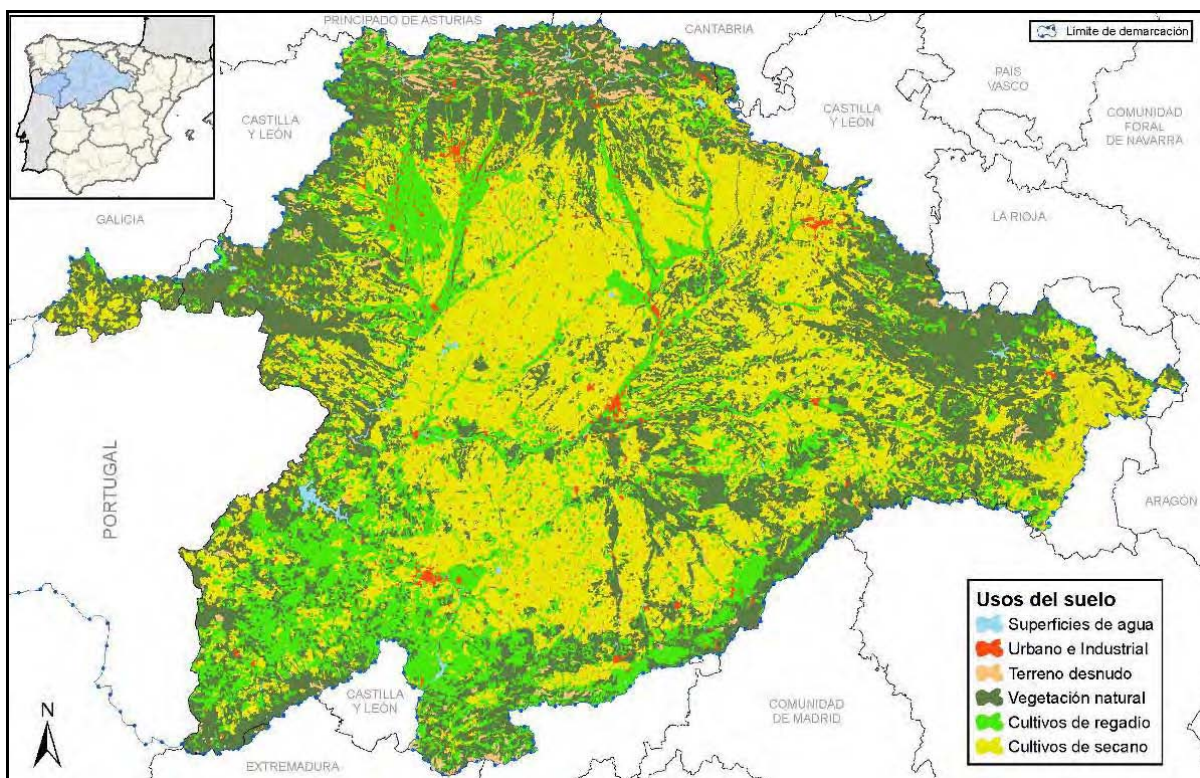 PRINCIPADO DE ASTURIAS
CANTABRIA
Límite de demarcación
PAÍS
VASCO
CASTILLA
Y LEÓN
CASTILLA
Y LEÓN
COMUNIDAD
FORAL
DE NAVARRA
GALICIA
LA RIOJA
PORTUGAL
ARAGÓN
Usos del suelo
Superficies de agua
Urbano e Industrial
Terreno desnudo
Vegetación natural
Cultivos de regadío
Cultivos de secano
CASTILLA
Y LEÓN
COMUNIDAD
DE MADRID
N
EXTREMADURA